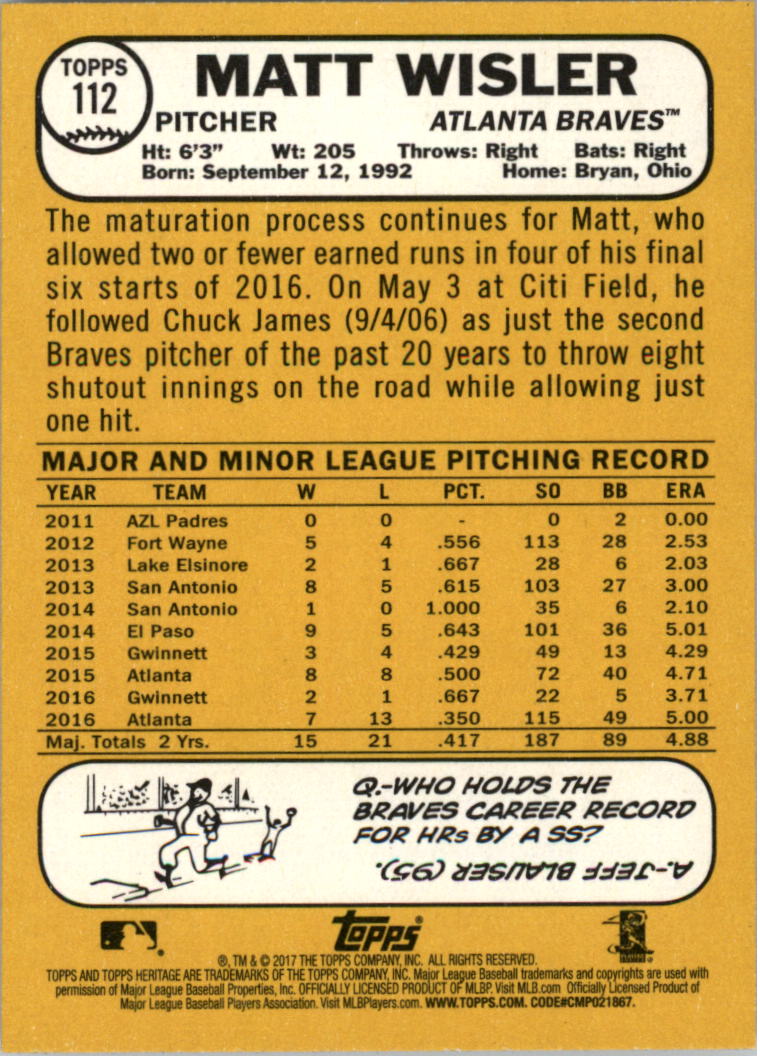 TOPPS
112
MATT WISLER
PITCHER ATLANTA BRAVES™
Ht: 6'3" Wt: 205 Throws: Right Bats: Right
Born: September 12, 1992 Home: Bryan, Ohio
The maturation process continues for Matt, who
allowed two or fewer earned runs in four of his final
six starts of 2016. On May 3 at Citi Field, he
followed Chuck James (9/4/06) as just the second
Braves pitcher of the past 20 years to throw eight
shutout innings on the road while allowing just
one hit.
MAJOR AND MINOR LEAGUE PITCHING RECORD
YEAR TEAM W L PCT. SO BB ERA
2011 AZL Padres 0 0 - 0 2 0.00
2012 Fort Wayne 5 4 .556 113 28 2.53
2013 Lake Elsinore 2 1 .667 28 6 2.03
2013 San Antonio 8 5 .615 103 27 3.00
2014 San Antonio 1 0 1.000 35 6 2.10
2014 El Paso 9 5 .643 101 36 5.01
2015 Gwinnett 3 4 .429 49 13 4.29
2015 Atlanta 8 8 .500 72 40 4.71
2016 Gwinnett 2 1 .667 22 5 3.71
2016 Atlanta 7 13 .350 115 49 5.00
Maj. Totals 2 Yrs. 15 21 .417 187 89 4.88
Q.-WHO HOLDS THE
BRAVES CAREER RECORD
FOR HRs BY A SS?
A.-JEFF BLAUSER (95).
TOPPS®
®, TM & © 2017 THE TOPPS COMPANY, INC. ALL RIGHTS RESERVED.
TOPPS AND TOPPS HERITAGE ARE TRADEMARKS OF THE TOPPS COMPANY, INC. Major League Baseball trademarks and copyrights are used with
permission of Major League Baseball Properties, Inc. OFFICIALLY LICENSED PRODUCT OF MLBP. Visit MLB.com Officially Licensed Product of
Major League Baseball Players Association. Visit MLBPlayers.com. WWW.TOPPS.COM. CODE#CMP021867.